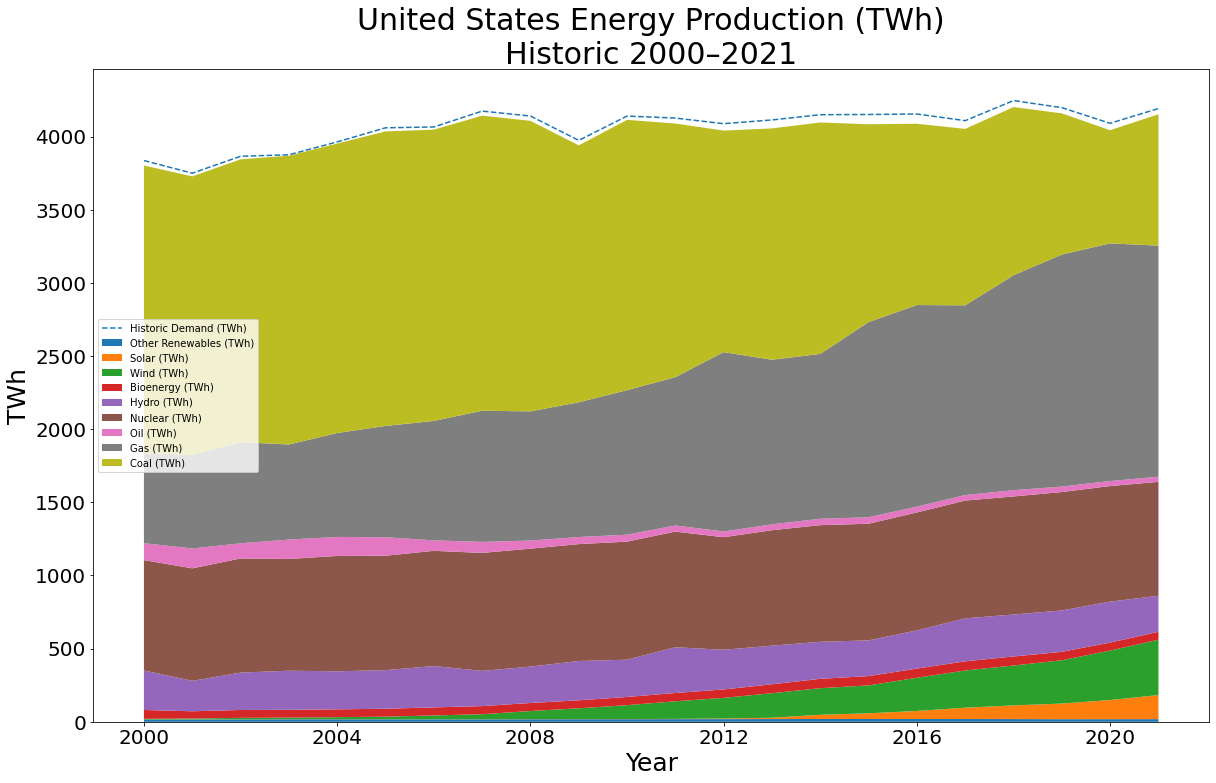 United States Energy Production (TWh)
Historic 2000–2021
4000
3500
3000
2500
2000
1500
1000
500
0
TWh
Historic Demand (TWh)
Other Renewables (TWh)
Solar (TWh)
Wind (TWh)
Bioenergy (TWh)
Hydro (TWh)
Nuclear (TWh)
Oil (TWh)
Gas (TWh)
Coal (TWh)
2000 2004 2008 2012 2016 2020
Year